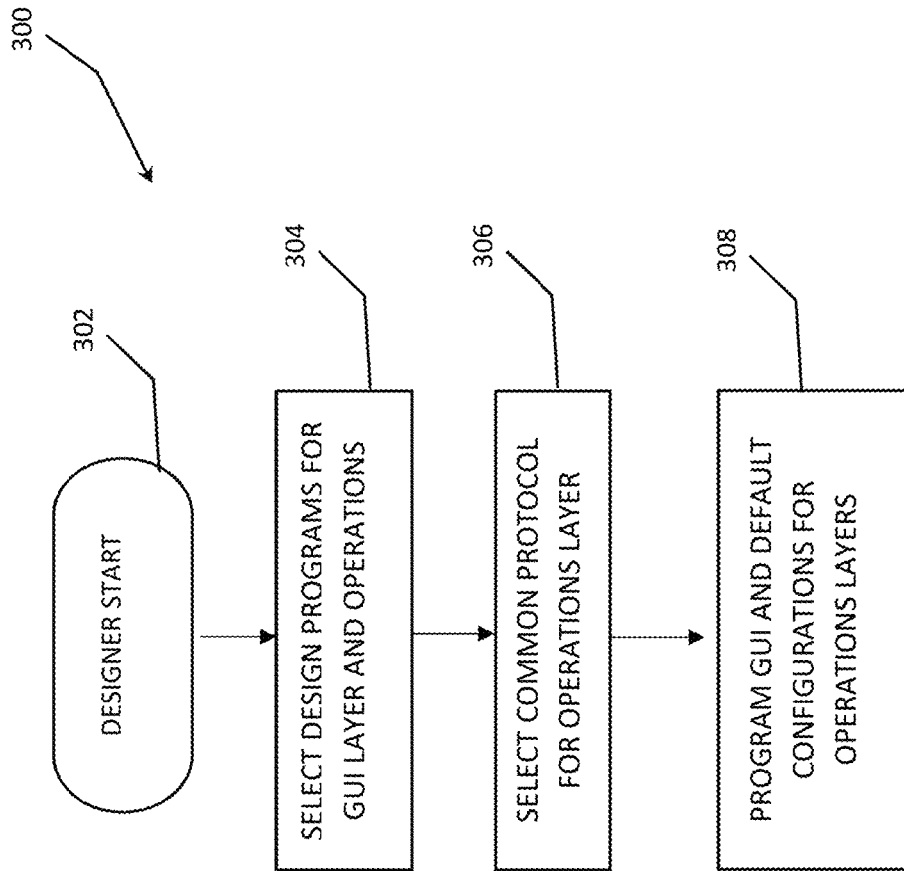 300
302
DESIGNER START
304
SELECT DESIGN PROGRAMS FOR
GUI LAYER AND OPERATIONS
306
SELECT COMMON PROTOCOL
FOR OPERATIONS LAYER
308
PROGRAM GUI AND DEFAULT
CONFIGURATIONS FOR
OPERATIONS LAYERS